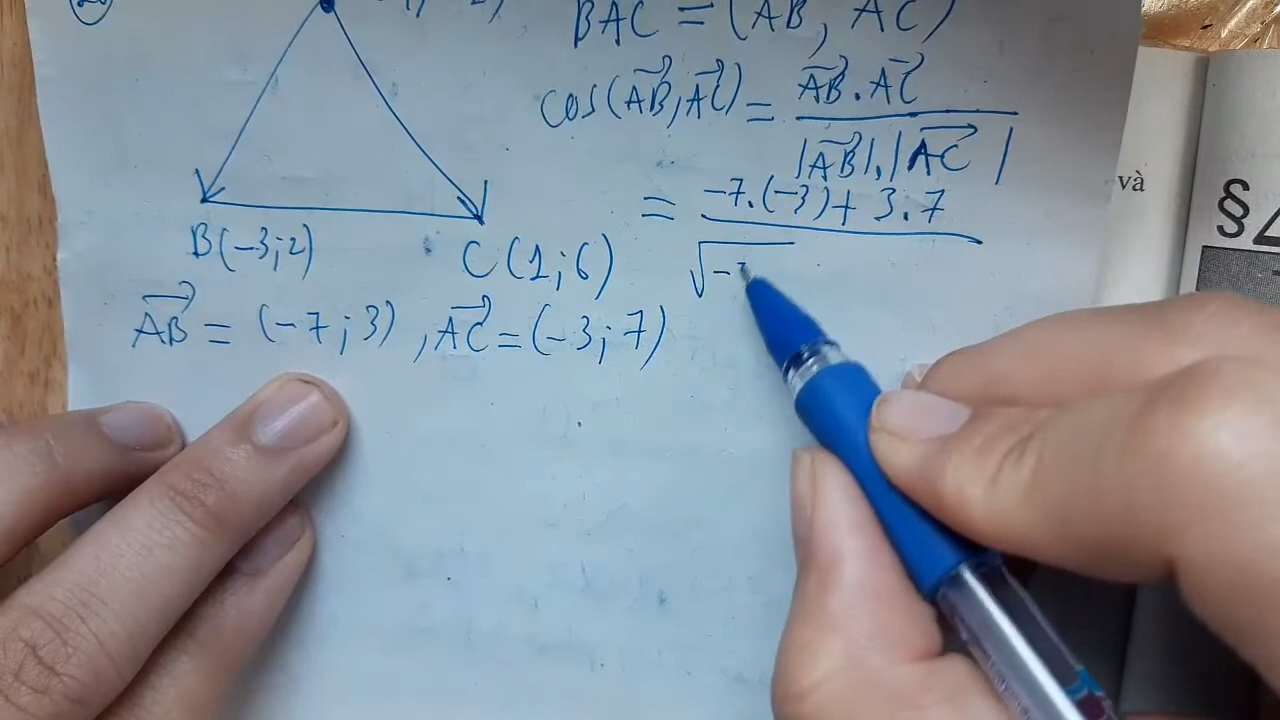 BAC = (AB, AC)
cos(AB, AC) = AB.AC / |AB|.|AC|
= -7.(-3)+3.7
√-7
B(-3;2)
C(1;6)
AB = (-7;3), AC = (-3;7)
và
§